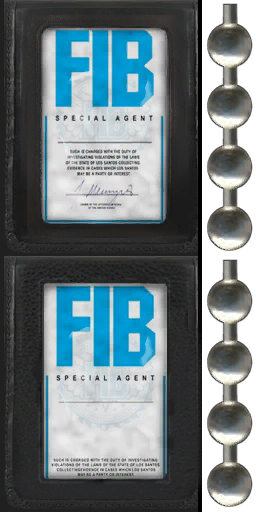 FIB
SPECIAL AGENT
SUCH IS CHARGED WITH THE DUTY OF
INVESTIGATING VIOLATIONS OF THE LAWS
OF THE STATE OF LOS SANTOS COLLECTING
EVIDENCE IN CASES WHICH LOS SANTOS
MAY BE A PARTY OR INTEREST
FIB
SPECIAL AGENT
SUCH IS CHARGED WITH THE DUTY OF INVESTIGATING
VIOLATIONS OF THE LAWS OF THE STATE OF LOS SANTOS
COLLECTING EVIDENCE IN CASES WHICH LOS SANTOS
MAY BE A PARTY OR INTEREST.